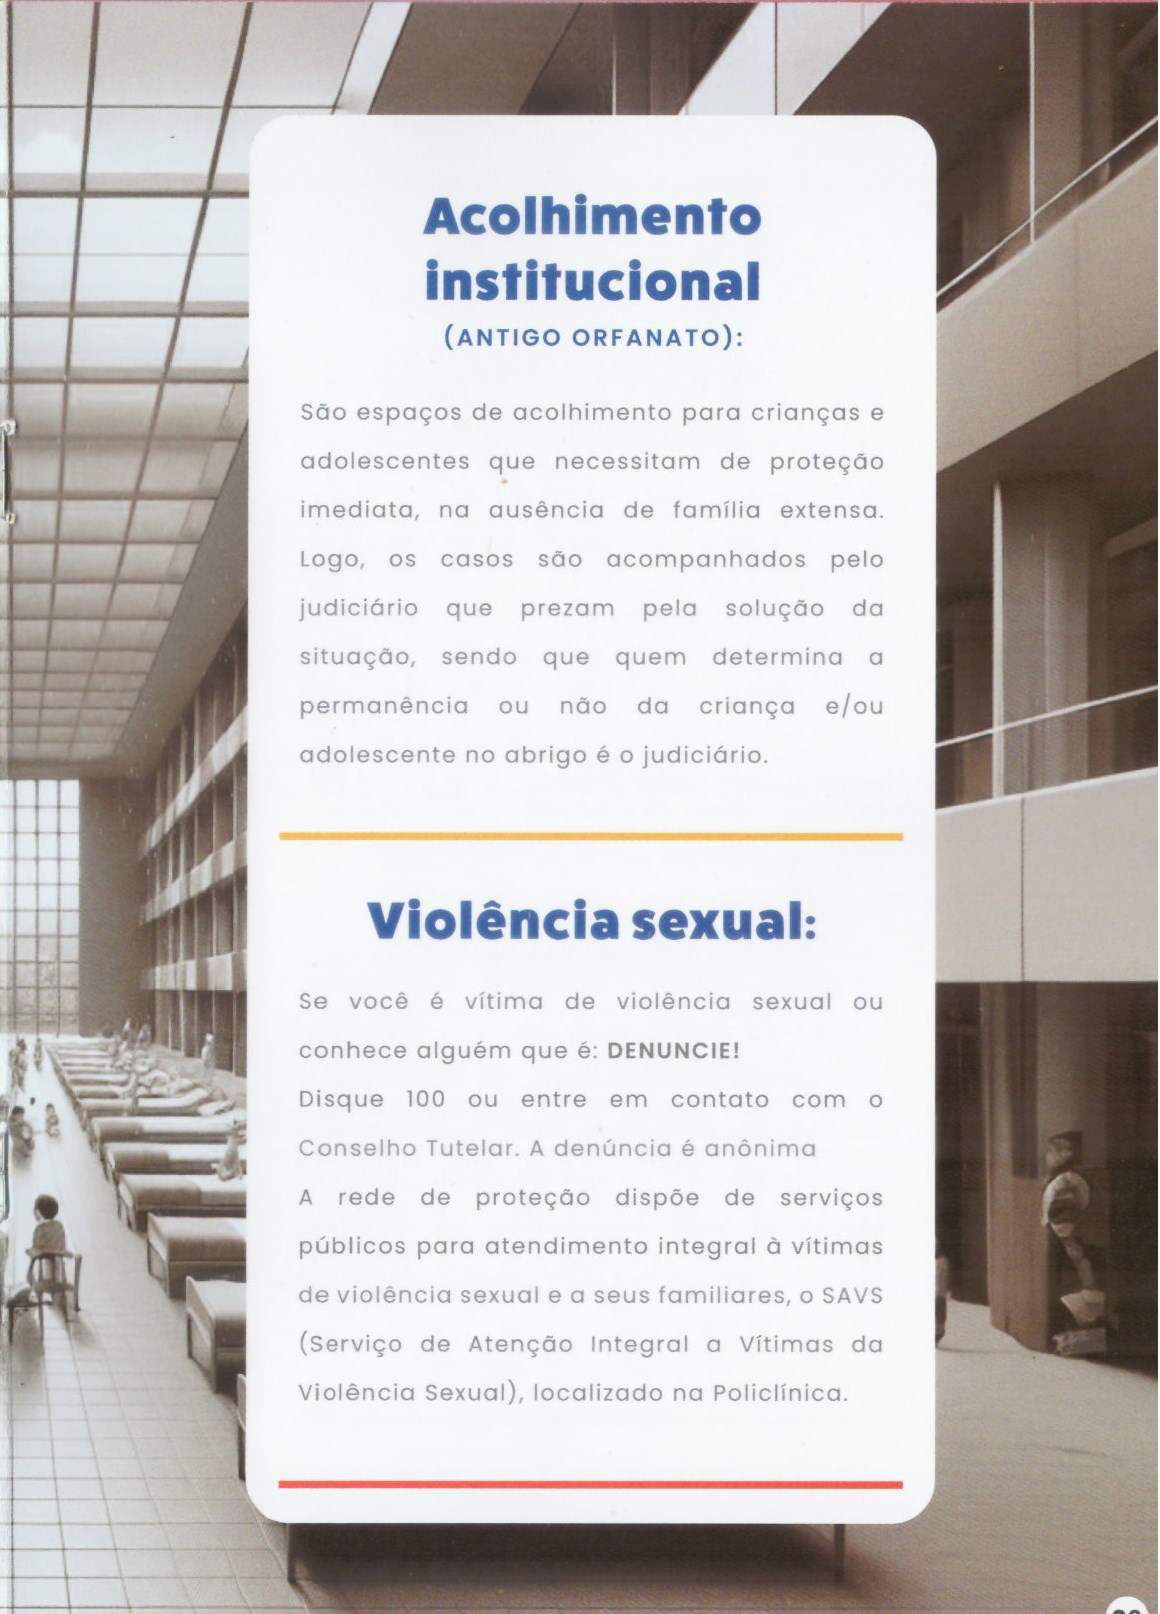 Acolhimento
institucional
(ANTIGO ORFANATO):
São espaços de acolhimento para crianças e
adolescentes que necessitam de proteção
imediata, na ausência de família extensa.
Logo, os casos são acompanhados pelo
judiciário que prezam pela solução da
situação, sendo que quem determina a
permanência ou não da criança e/ou
adolescente no abrigo é o judiciário.
Violência sexual:
Se você é vítima de violência sexual ou
conhece alguém que é: DENUNCIE!
Disque 100 ou entre em contato com o
Conselho Tutelar. A denúncia é anônima
A rede de proteção dispõe de serviços
públicos para atendimento integral à vítimas
de violência sexual e a seus familiares, o SAVS
(Serviço de Atenção Integral a Vítimas da
Violência Sexual), localizado na Policlínica.